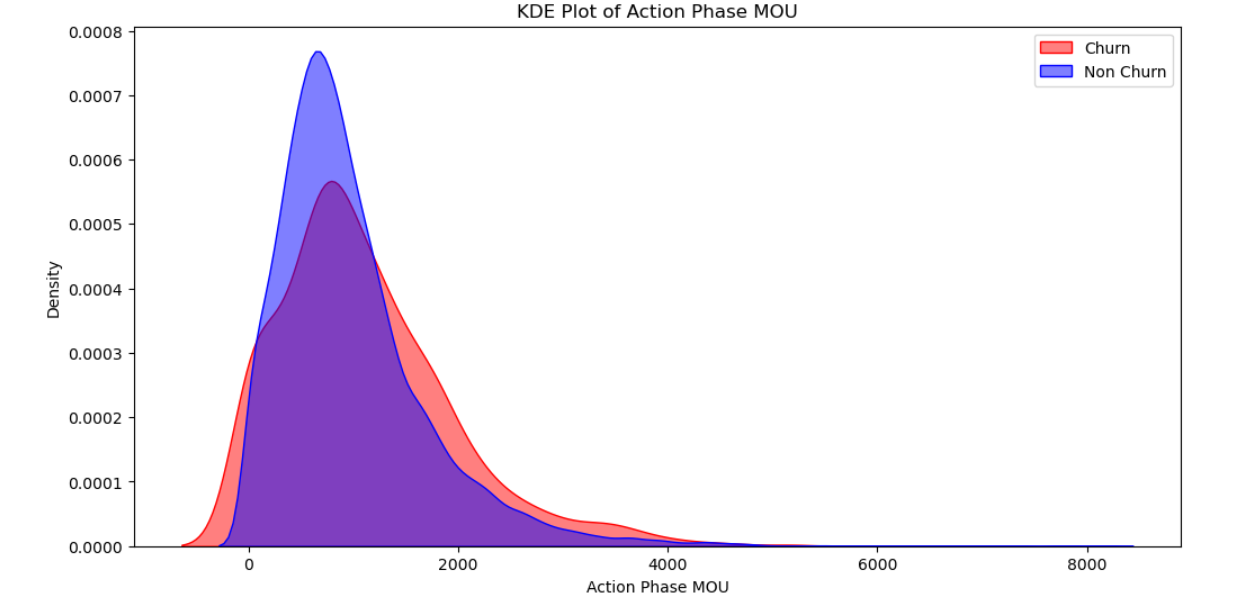 KDE Plot of Action Phase MOU
Churn
Non Churn
0.0008
0.0007
0.0006
0.0005
0.0004
0.0003
0.0002
0.0001
0.0000
Density
0
2000
4000
6000
8000
Action Phase MOU